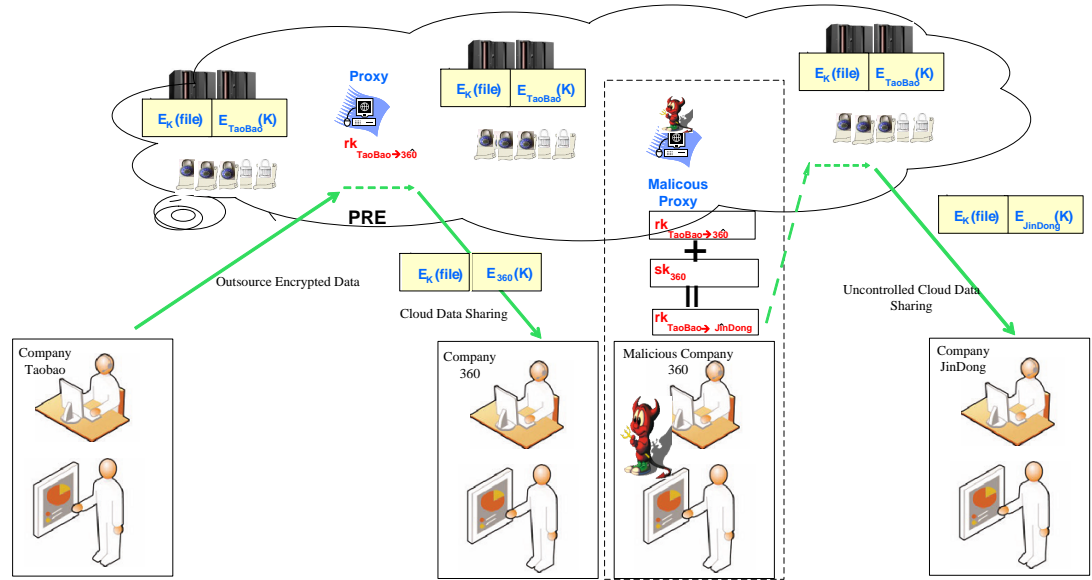 E_K(file) E_TaoBao(K)
Proxy
rk_TaoBao→360
PRE
E_K(file) E_TaoBao(K)
E_K(file) E_TaoBao(K)
Malicous
Proxy
rk_TaoBao→360
+
sk_360
=
rk_TaoBao→JinDong
E_K(file) E_JinDong(K)
Outsource Encrypted Data
E_K(file) E_360(K)
Cloud Data Sharing
Uncontrolled Cloud Data
Sharing
Company
Taobao
Company
360
Malicious Company
360
Company
JinDong